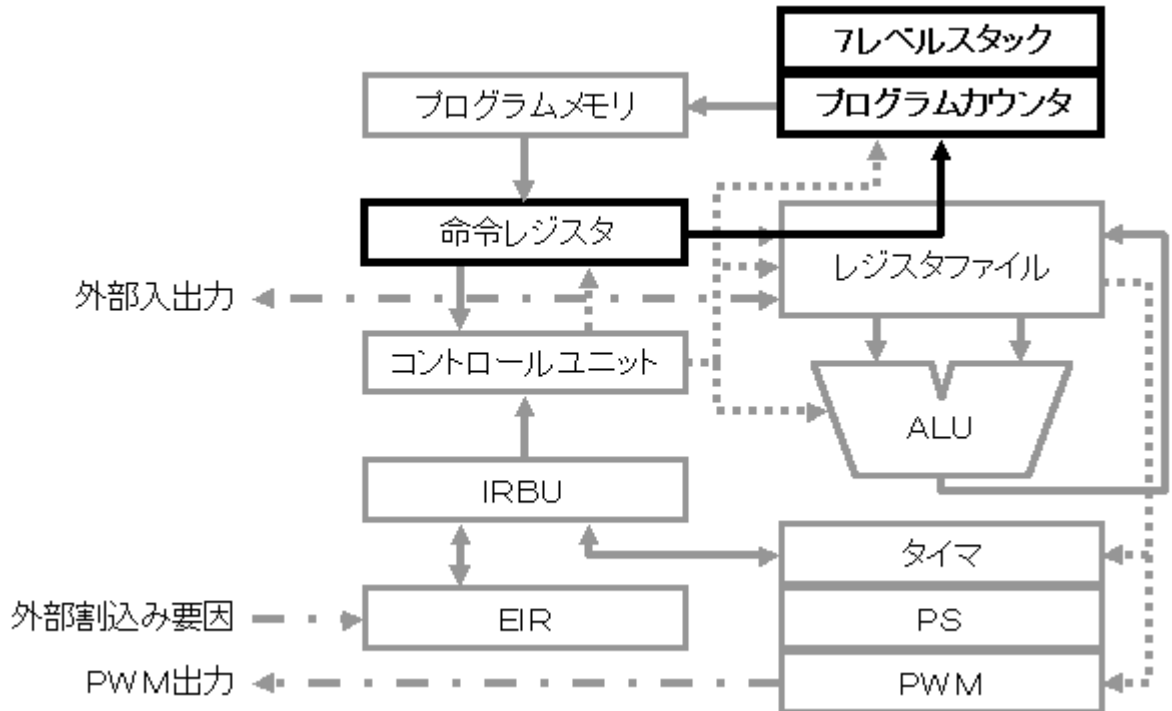 7レベルスタック
プログラムメモリ
プログラムカウンタ
命令レジスタ
レジスタファイル
外部入出力
コントロールユニット
ALU
IRBU
タイマ
外部割込み要因
EIR
PS
PWM出力
PWM